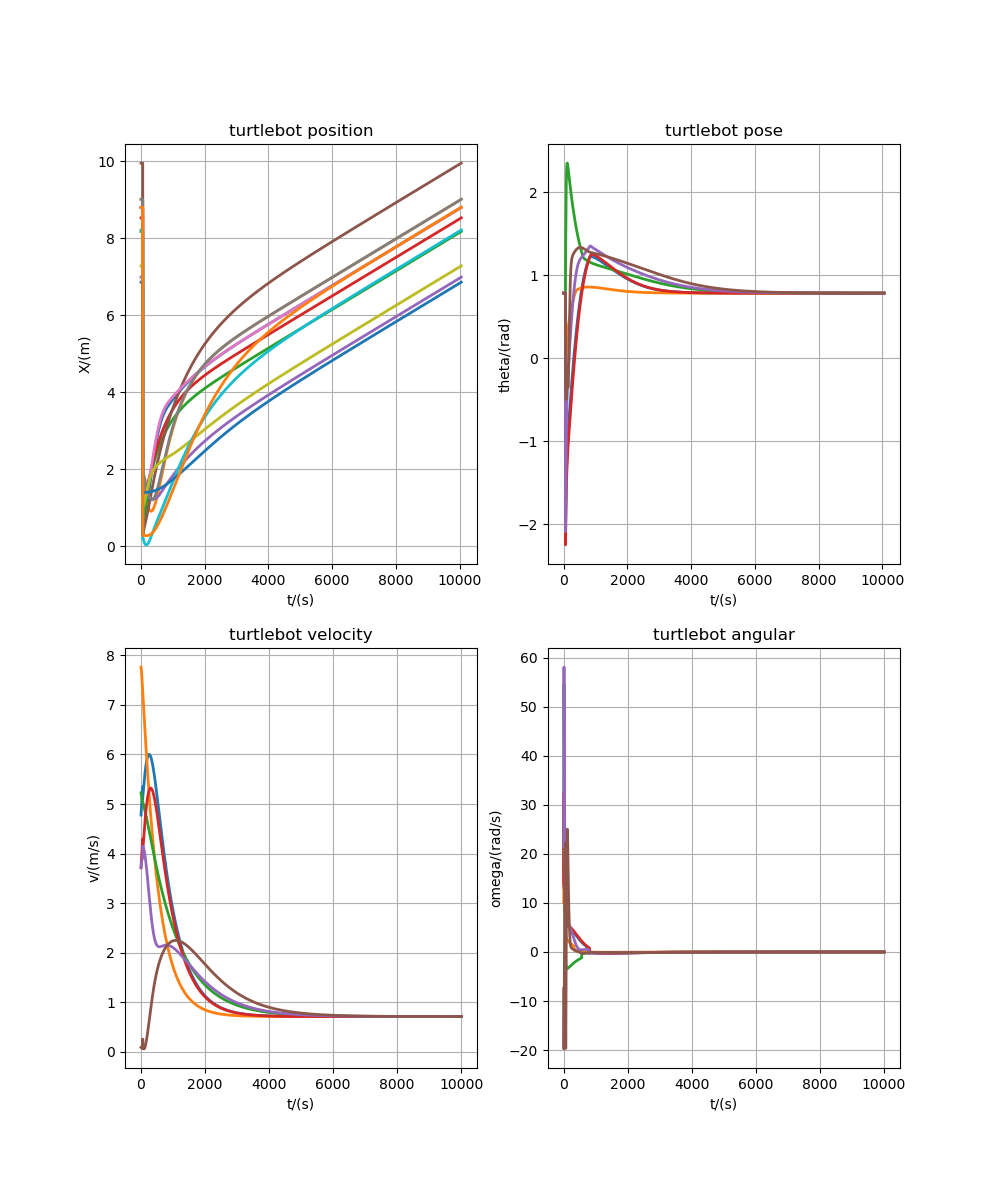 turtlebot position
turtlebot pose
X/(m)
10
8
6
4
2
0
0 2000 4000 6000 8000 10000
t/(s)
theta/(rad)
2
1
0
−1
−2
0 2000 4000 6000 8000 10000
t/(s)
turtlebot velocity
turtlebot angular
v/(m/s)
8
7
6
5
4
3
2
1
0
0 2000 4000 6000 8000 10000
t/(s)
omega/(rad/s)
60
50
40
30
20
10
0
−10
−20
0 2000 4000 6000 8000 10000
t/(s)